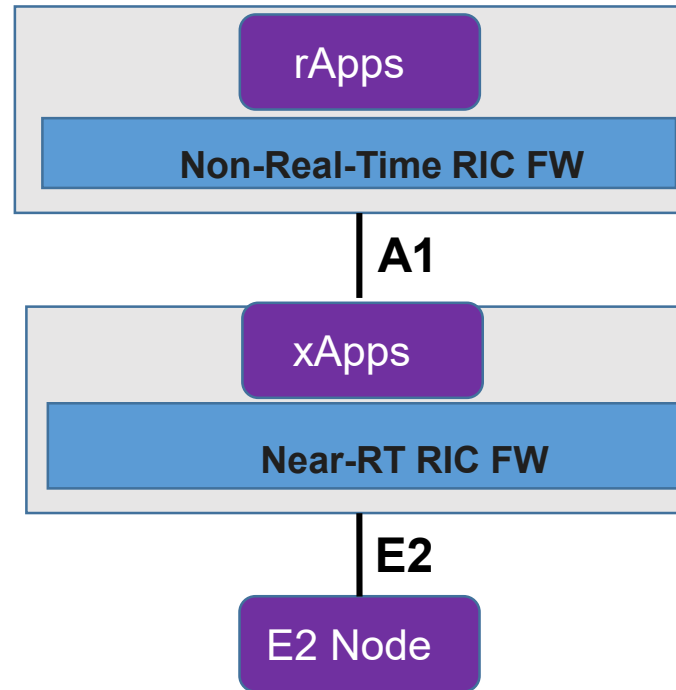 rApps
Non-Real-Time RIC FW
A1
xApps
Near-RT RIC FW
E2
E2 Node